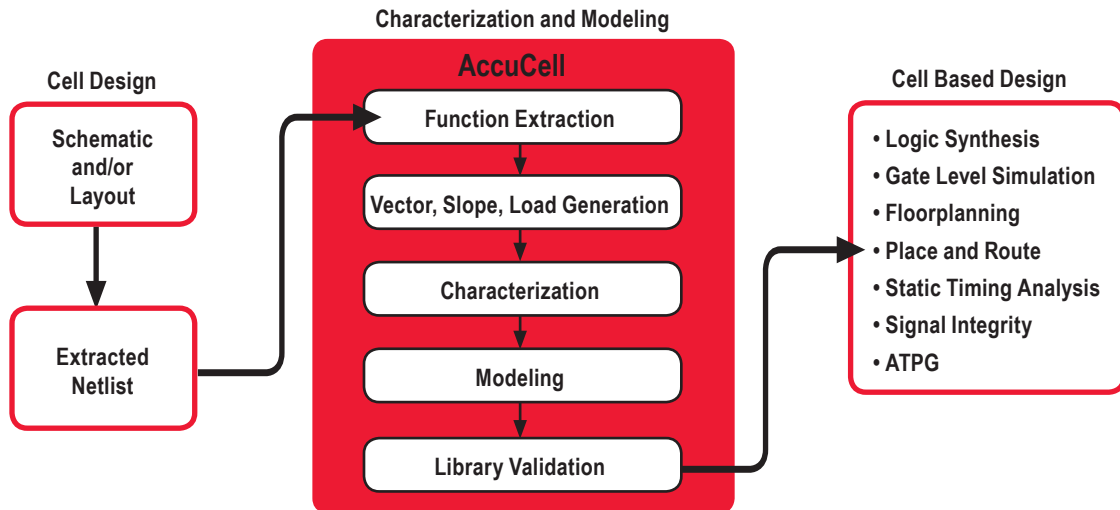 Characterization and Modeling
AccuCell
Cell Design
Schematic
and/or
Layout
Extracted
Netlist
Function Extraction
Vector, Slope, Load Generation
Characterization
Modeling
Library Validation
Cell Based Design
• Logic Synthesis
• Gate Level Simulation
• Floorplanning
• Place and Route
• Static Timing Analysis
• Signal Integrity
• ATPG